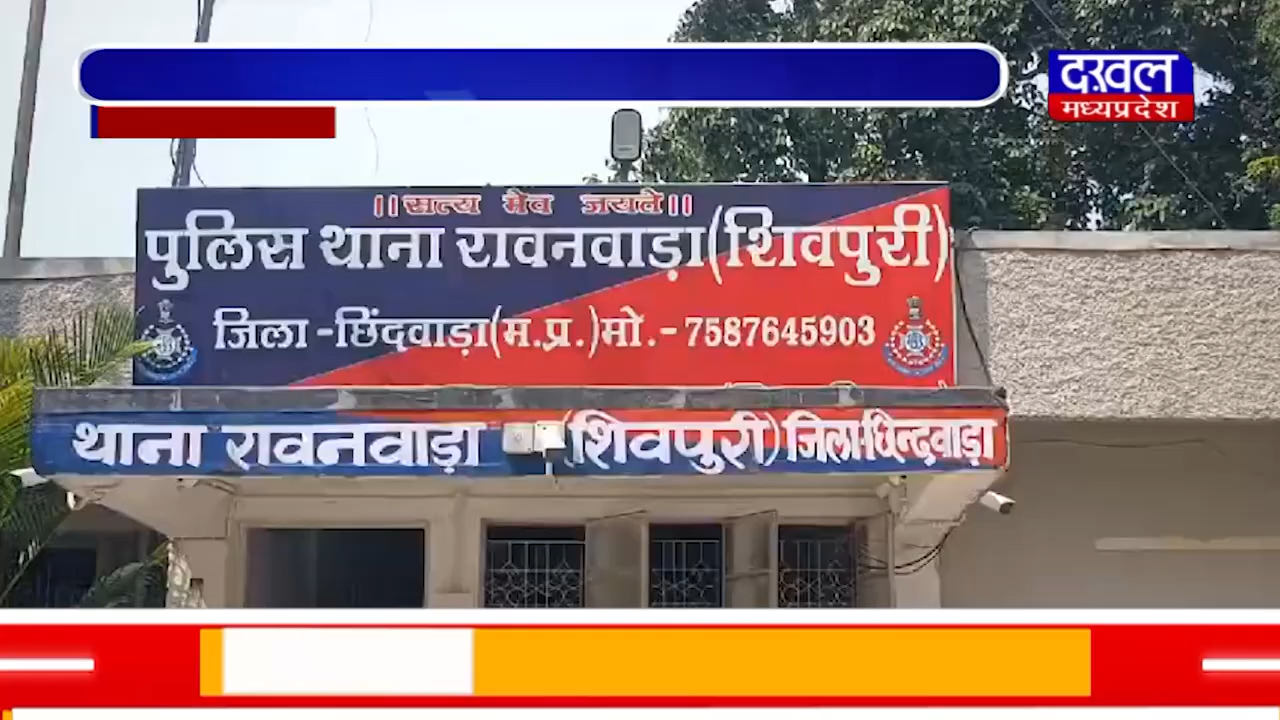 दख़ल
मध्यप्रदेश
||सत्य मेव जयते||
पुलिस थाना रावनवाड़ा(शिवपुरी)
जिला -छिंदवाड़ा(म.प्र.)मो.- 7587645903
थाना रावनवाड़ा (शिवपुरी) जिला-छिन्दवाड़ा